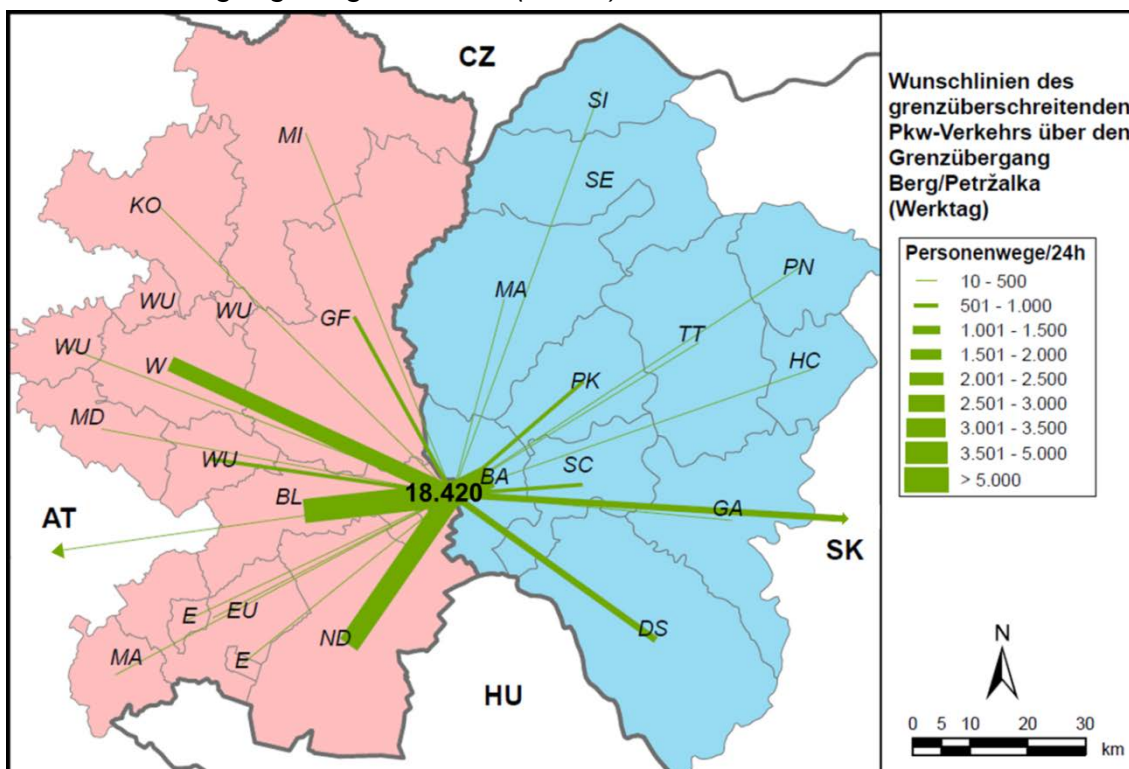 CZ
SI
MI
SE
KO
PN
WU
MA
WU
GF
TT
WU
HC
W
PK
MD
WU
SC
BA
18.420
BL
GA
AT
SK
E
EU
ND
DS
MA
E
HU
Wunschlinien des
grenzüberschreitenden
Pkw-Verkehrs über den
Grenzübergang
Berg/Petržalka
(Werktag)
Personenwege/24h
10 - 500
501 - 1.000
1.001 - 1.500
1.501 - 2.000
2.001 - 2.500
2.501 - 3.000
3.001 - 3.500
3.501 - 5.000
> 5.000
N
0 5 10 20 30
km